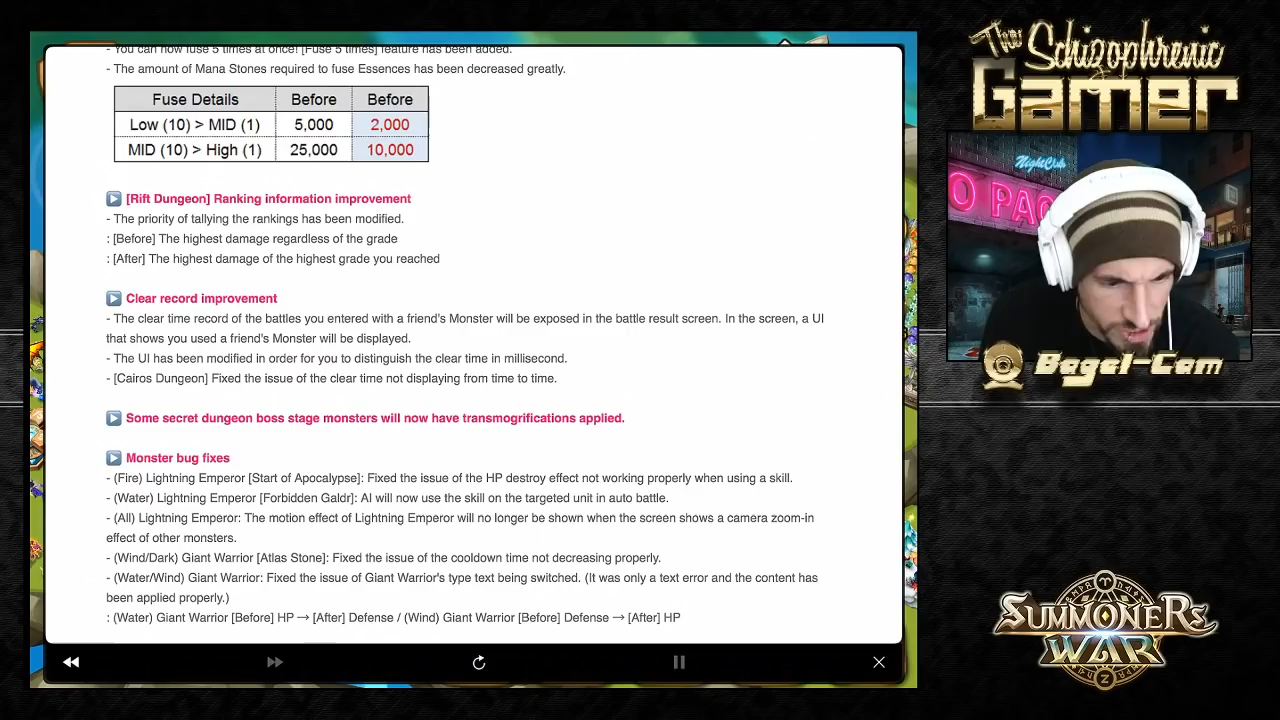 - You can now fuse 5 times at once! [Fuse 5 times] feature has been added.
- The amount of Mana Stones required to fuse Essences has been decreased greatly.
Fuse Details Before Before
Low (10) > MID (1) 5,000 2,000
MID (10) > High (1) 25,000 10,000
[Rift Dungeon] Ranking information improvement
- The priority of tallying the rankings has been modified.
: [Before] The highest damage regardless of the grade
: [After] The highest damage of the highest grade you reached
Clear record improvement
- The clear time record of the battles you entered with a friend's Monster will be exposed in the battle result screen. In the screen, a UI
that shows you used a friend's Monster will be displayed.
- The UI has been modified in order for you to distinguish the clear time in millisecond.
- [Cairos Dungeon] Fixed the issue of the clear time not displaying from time to time.
Some secret dungeon boss stage monsters will now have transmogrifications applied.
Monster bug fixes
- (Fire) Lightning Emperor [Start of Apocalypse]: Fixed the issue of the HP destroy effect not working properly when using a skill.
- (Water) Lightning Emperor [Forbidden Galdr]: AI will now use the skill on the targeted unit in auto battle.
- (All) Lightning Emperor: The motion effect of Lightning Emperor will no longer be shown when the screen shows a camera zoom-in
effect of other monsters.
- (Wind/Dark) Giant Warrior [Atlas Stone]: Fixed the issue of the cooldown time not decreasing properly.
- (Water/Wind) Giant Warrior: Fixed the issue of Giant Warrior's type text being switched. (It was only a text error and the content has
been applied properly.)
: (Water) Giant Warrior [Before] HP → [After] Defense / (Wind) Giant Warrior [Before] Defense → [After] HP
The Schizophrenic
Gamer
NightClub
O PAC
Bagel-Cam
SUMMONERS
WAR